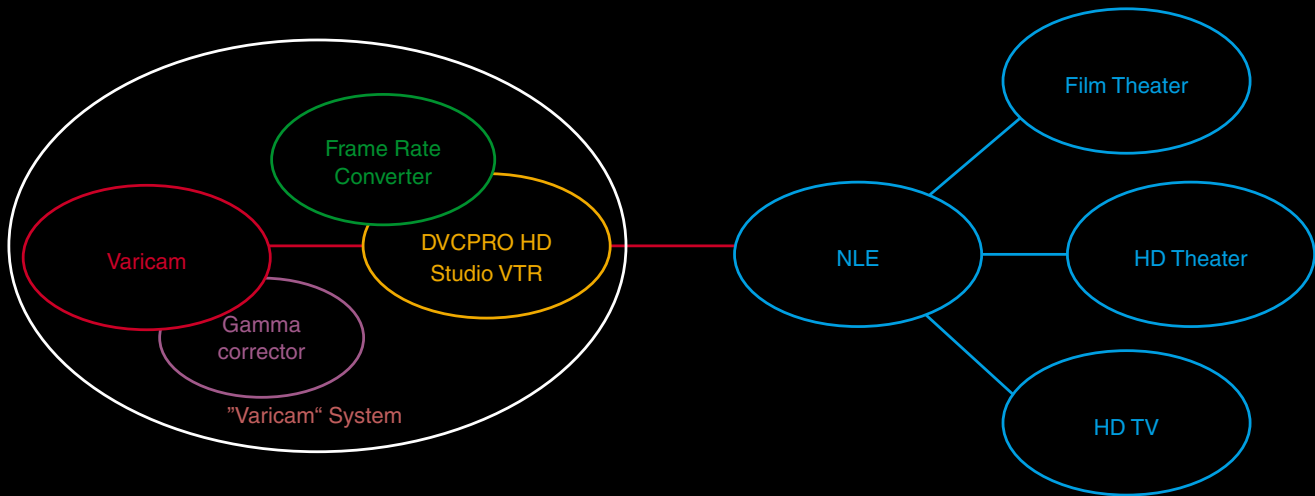 Film Theater
Frame Rate
Converter
DVCPRO HD
Studio VTR
Varicam
NLE
HD Theater
Gamma
corrector
”Varicam“ System
HD TV